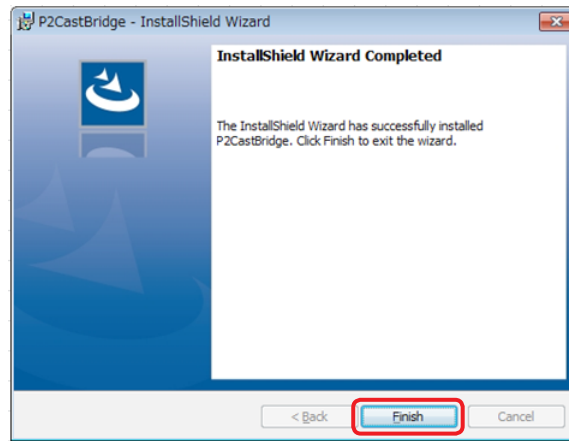 P2CastBridge - InstallShield Wizard
InstallShield Wizard Completed
The InstallShield Wizard has successfully installed
P2CastBridge. Click Finish to exit the wizard.
< Back
Finish
Cancel